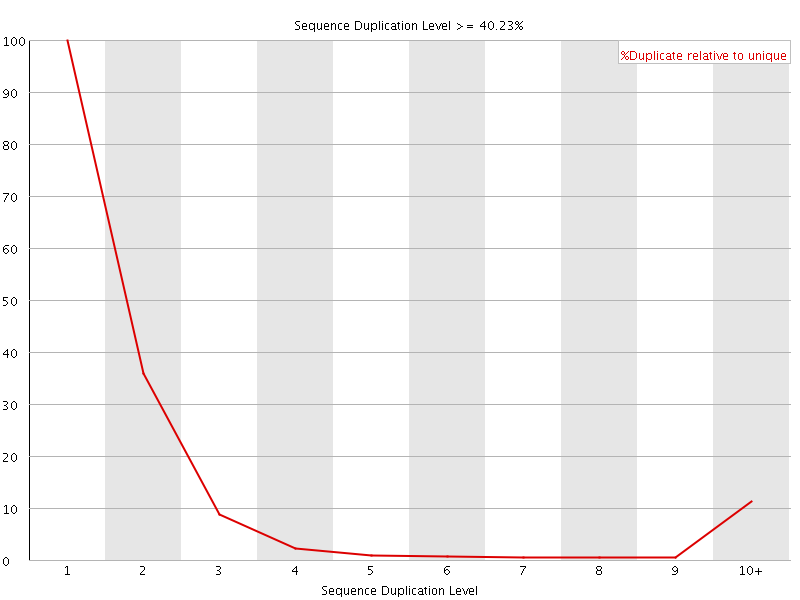 Sequence Duplication Level >= 40.23%
%Duplicate relative to unique
100
90
80
70
60
50
40
30
20
10
0
1 2 3 4 5 6 7 8 9 10+
Sequence Duplication Level